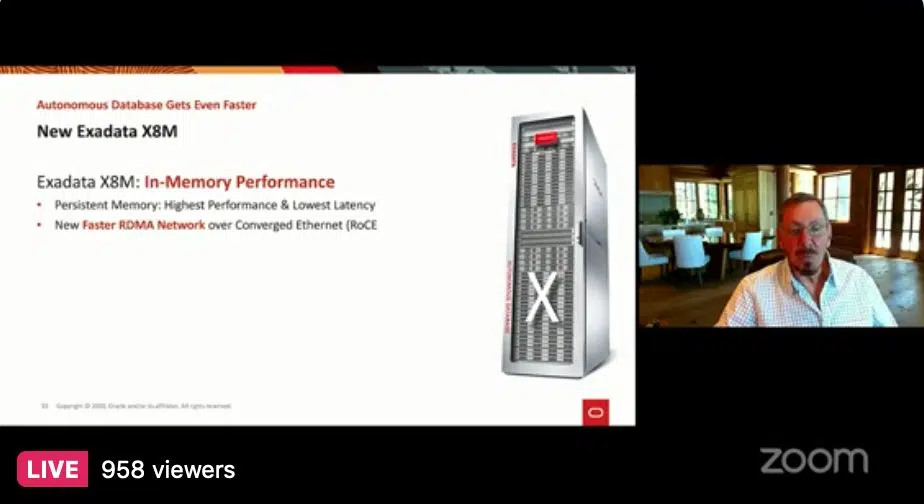 Autonomous Database Gets Even Faster
New Exadata X8M
Exadata X8M: In-Memory Performance
• Persistent Memory: Highest Performance & Lowest Latency
• New Faster RDMA Network over Converged Ethernet (RoCE
X
Copyright © 2020, Oracle and/or its affiliates. All rights reserved.
LIVE 958 viewers
zoom